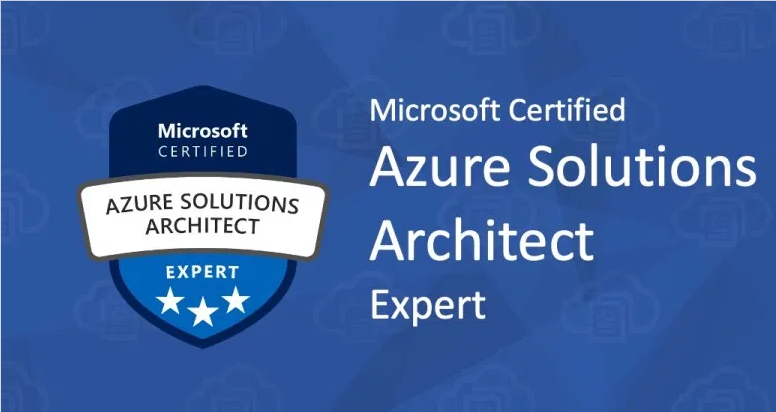 Microsoft
CERTIFIED
AZURE SOLUTIONS
ARCHITECT
EXPERT
Microsoft Certified
Azure Solutions
Architect
Expert